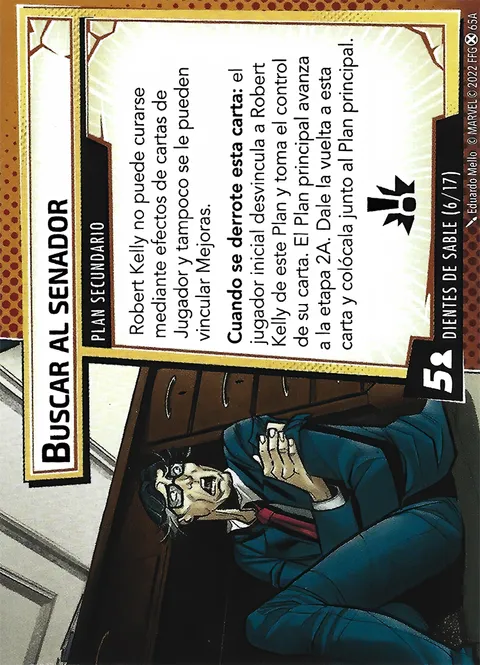 BUSCAR AL SENADOR
PLAN SECUNDARIO
Robert Kelly no puede curarse
mediante efectos de cartas de
Jugador y tampoco se le pueden
vincular Mejoras.
Cuando se derrote esta carta: el
jugador inicial desvincula a Robert
Kelly de este Plan y toma el control
de su carta. El Plan principal avanza
a la etapa 2A. Dale la vuelta a esta
carta y colócala junto al Plan principal.
5
DIENTES DE SABLE (6/17)
Eduardo Mello © MARVEL © 2022 FFG 65A